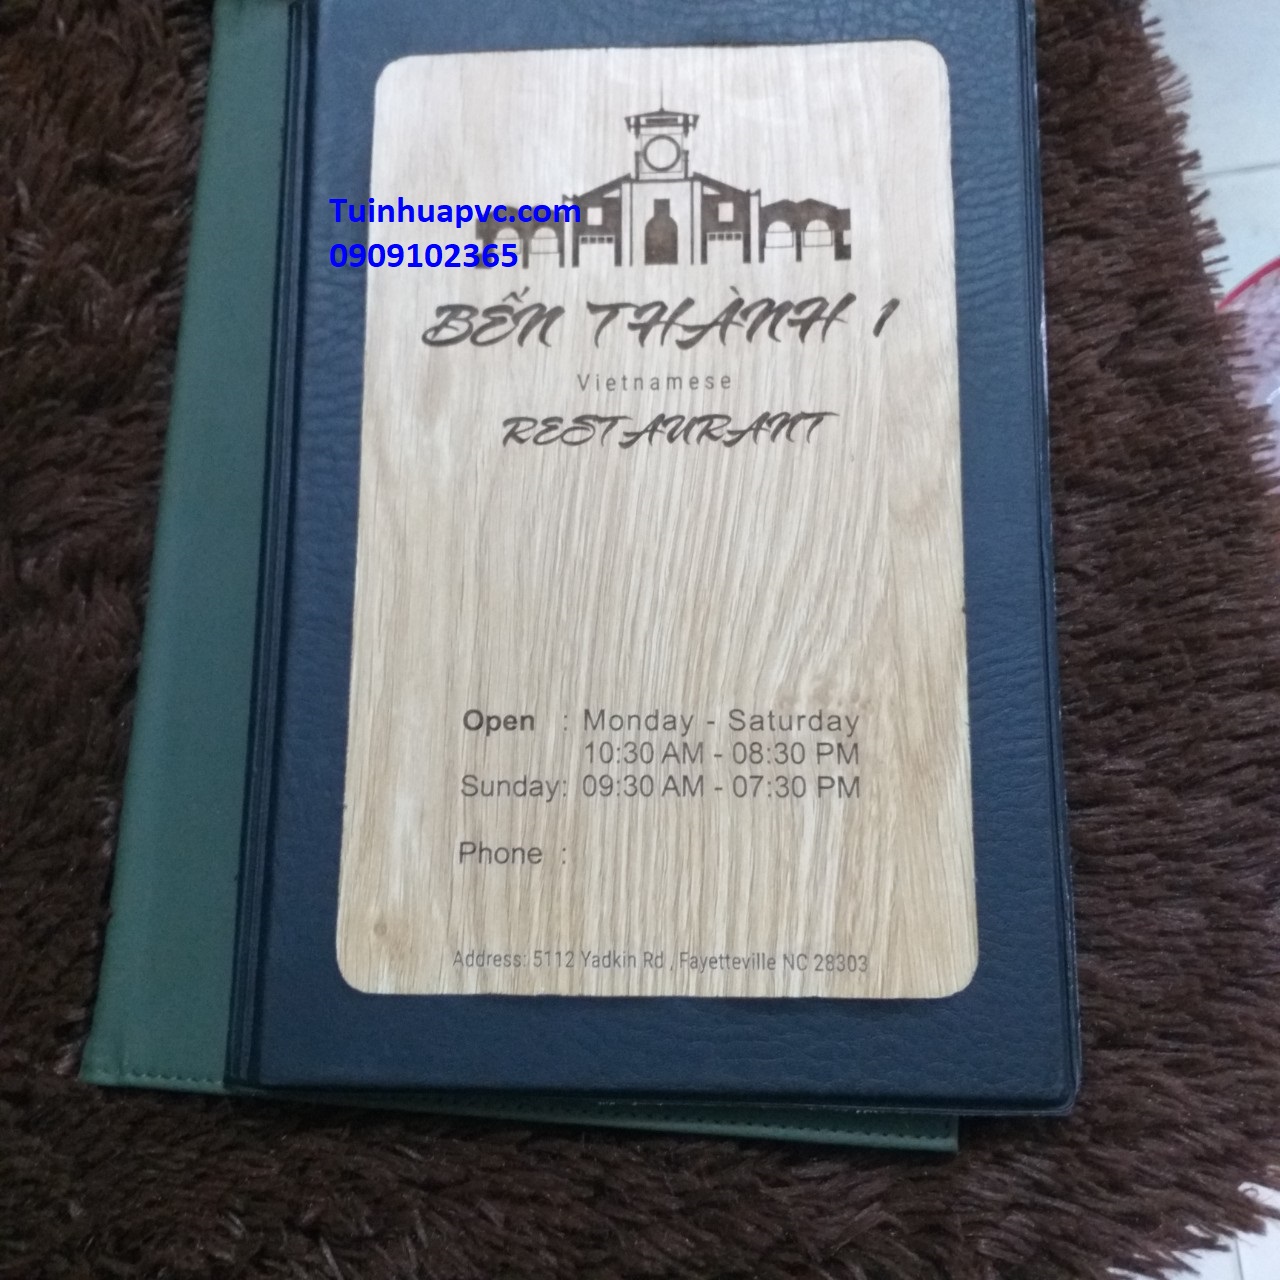 Tuinhuapvc.com
0909102365
BẾN THÀNH 1
Vietnamese
RESTAURANT
Open : Monday - Saturday
10:30 AM - 08:30 PM
Sunday: 09:30 AM - 07:30 PM
Phone :
Address: 5112 Yadkin Rd , Fayetteville NC 28303